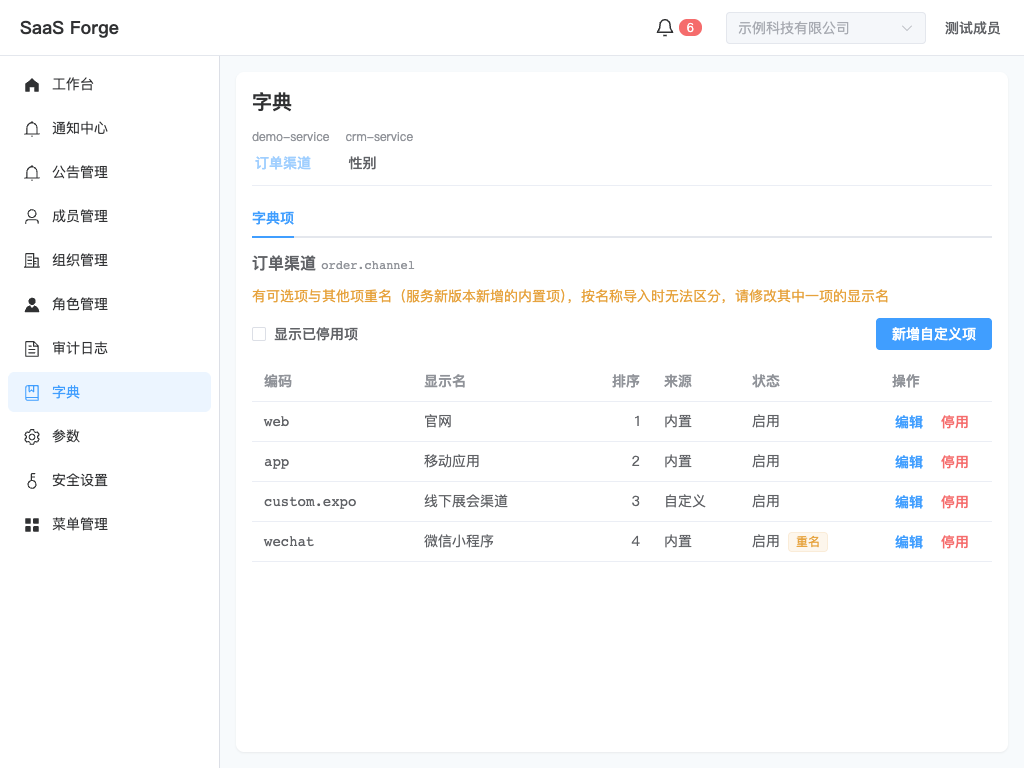 SaaS Forge
6
示例科技有限公司
测试成员
工作台
通知中心
公告管理
成员管理
组织管理
角色管理
审计日志
字典
参数
安全设置
菜单管理
字典
demo-service crm-service
订单渠道 性别
字典项
订单渠道 order.channel
有可选项与其他项重名（服务新版本新增的内置项），按名称导入时无法区分，请修改其中一项的显示名
显示已停用项 新增自定义项
编码 显示名 排序 来源 状态 操作
web 官网 1 内置 启用 编辑 停用
app 移动应用 2 内置 启用 编辑 停用
custom.expo 线下展会渠道 3 自定义 启用 编辑 停用
wechat 微信小程序 4 内置 启用 重名 编辑 停用